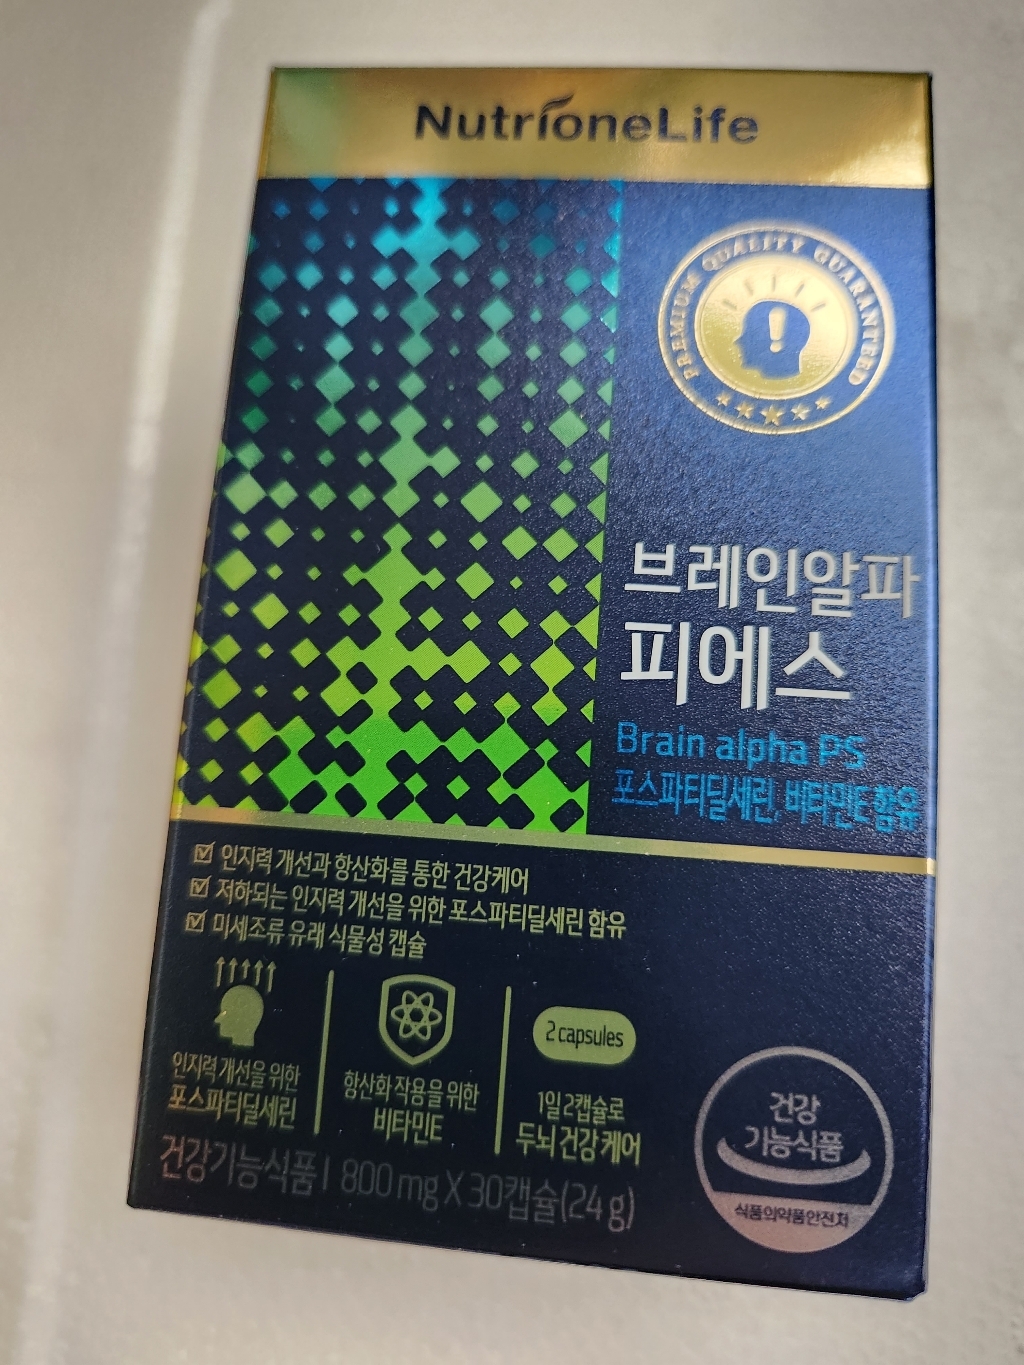 NutrioneLife
PREMIUM QUALITY GUARANTEED
브레인알파
피에스
Brain alpha PS
포스파티딜세린, 비타민E 함유
인지력 개선과 항산화를 통한 건강케어
저하되는 인지력 개선을 위한 포스파티딜세린 함유
미세조류 유래 식물성 캡슐
인지력 개선을 위한
포스파티딜세린
항산화 작용을 위한
비타민E
2 capsules
1일 2캡슐로
두뇌 건강 케어
건강기능식품 | 800 mg X 30캡슐(24 g)
건강
기능식품
식품의약품안전처